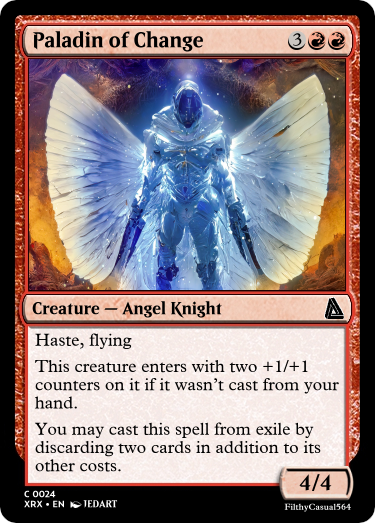 Paladin of Change 3
Creature — Angel Knight
Haste, flying
This creature enters with two +1/+1
counters on it if it wasn't cast from your
hand.
You may cast this spell from exile by
discarding two cards in addition to its
other costs.
4/4
C 0024
XRX • EN JEDART
FilthyCasual564